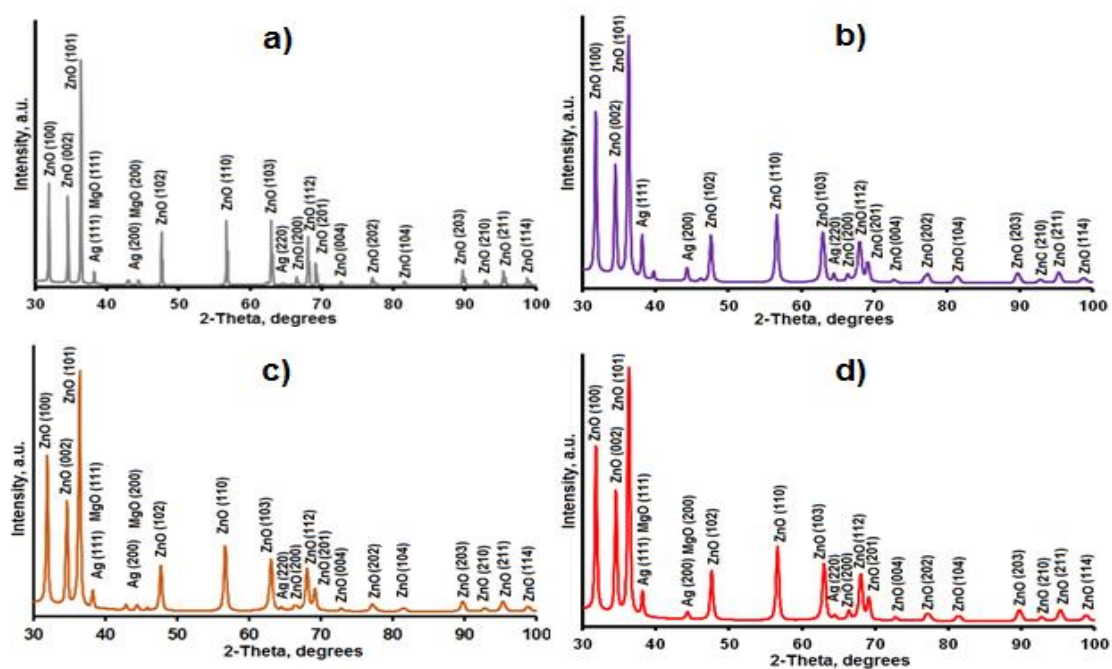 a)
Intensity, a.u.
ZnO (100)
ZnO (002)
ZnO (101)
Ag (111) MgO (111)
Ag (200) MgO (200)
ZnO (102)
ZnO (110)
ZnO (103)
Ag (220)
ZnO (200)
ZnO (112)
ZnO (201)
ZnO (004)
ZnO (202)
ZnO (104)
ZnO (203)
ZnO (210)
ZnO (211)
ZnO (114)
30 40 50 60 70 80 90 100
2-Theta, degrees
b)
Intensity, a.u.
ZnO (100)
ZnO (002)
ZnO (101)
Ag (111)
Ag (200)
ZnO (102)
ZnO (110)
ZnO (103)
Ag (220)
ZnO (200)
ZnO (112)
ZnO (201)
ZnO (004)
ZnO (202)
ZnO (104)
ZnO (203)
ZnO (210)
ZnO (211)
ZnO (114)
30 40 50 60 70 80 90 100
2-Theta, degrees
c)
Intensity, a.u.
ZnO (100)
ZnO (002)
ZnO (101)
Ag (111) MgO (111)
Ag (200) MgO (200)
ZnO (102)
ZnO (110)
ZnO (103)
Ag (220)
ZnO (200)
ZnO (112)
ZnO (201)
ZnO (004)
ZnO (202)
ZnO (104)
ZnO (203)
ZnO (210)
ZnO (211)
ZnO (114)
30 40 50 60 70 80 90 100
2-Theta, degrees
d)
Intensity, a.u.
ZnO (100)
ZnO (002)
ZnO (101)
Ag (111) MgO (111)
Ag (200) MgO (200)
ZnO (102)
ZnO (110)
ZnO (103)
Ag (220)
ZnO (200)
ZnO (112)
ZnO (201)
ZnO (004)
ZnO (202)
ZnO (104)
ZnO (203)
ZnO (210)
ZnO (211)
ZnO (114)
30 40 50 60 70 80 90 100
2-Theta, degrees